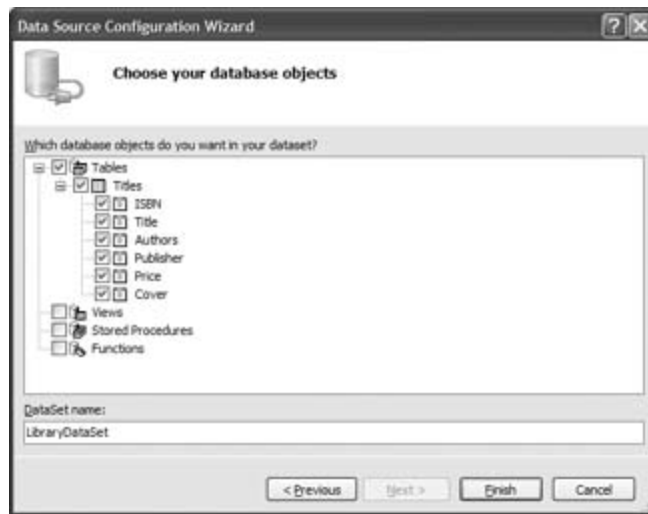 Data Source Configuration Wizard
Choose your database objects
Which database objects do you want in your dataset?
Tables
Titles
ISBN
Title
Authors
Publisher
Price
Cover
Views
Stored Procedures
Functions
DataSet name:
LibraryDataSet
< Previous
Next >
Finish
Cancel